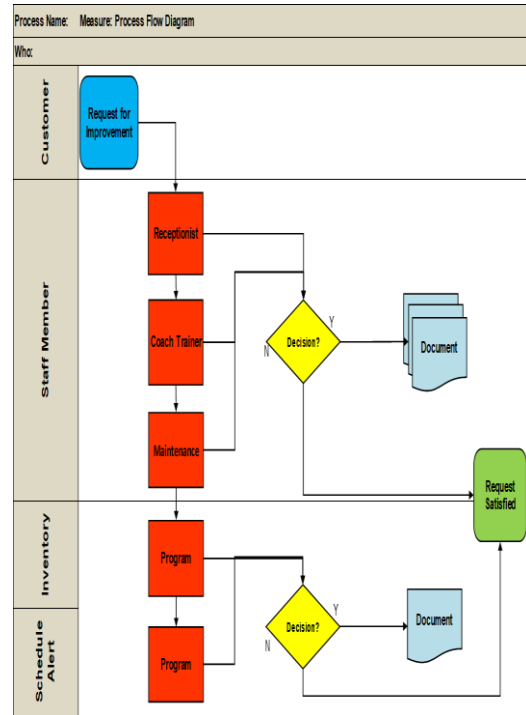 Process Name: Measure: Process Flow Diagram
Who:
Customer
Request for
Improvement
Staff Member
Receptionist
Coach Trainer
Decision?
Y
N
Document
Maintenance
Request
Satisfied
Inventory
Program
Schedule
Alert
Program
Decision?
Y
N
Document